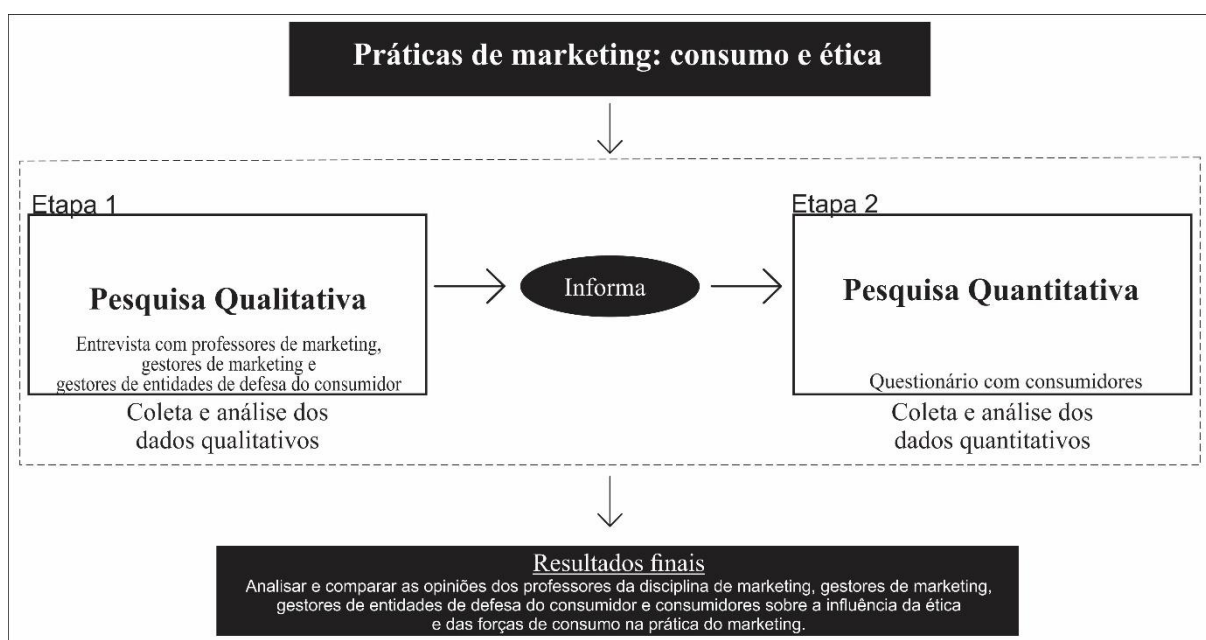 Práticas de marketing: consumo e ética
Etapa 1
Pesquisa Qualitativa
Entrevista com professores de marketing,
gestores de marketing e
gestores de entidades de defesa do consumidor
Coleta e análise dos
dados qualitativos
Informa
Etapa 2
Pesquisa Quantitativa
Questionário com consumidores
Coleta e análise dos
dados quantitativos
Resultados finais
Analisar e comparar as opiniões dos professores da disciplina de marketing, gestores de marketing,
gestores de entidades de defesa do consumidor e consumidores sobre a influência da ética
e das forças de consumo na prática do marketing.